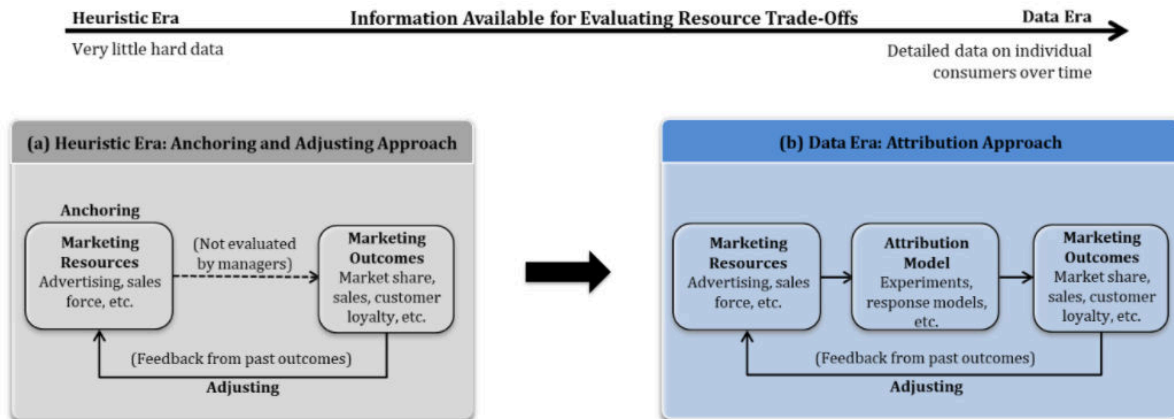 Heuristic Era
Information Available for Evaluating Resource Trade-Offs
Data Era
Very little hard data
Detailed data on individual
consumers over time
(a) Heuristic Era: Anchoring and Adjusting Approach
Anchoring
Marketing
Resources
Advertising, sales
force, etc.
(Not evaluated
by managers)
Marketing
Outcomes
Market share,
sales, customer
loyalty, etc.
(Feedback from past outcomes)
Adjusting
(b) Data Era: Attribution Approach
Marketing
Resources
Advertising, sales
force, etc.
Attribution
Model
Experiments,
response models,
etc.
Marketing
Outcomes
Market share,
sales, customer
loyalty, etc.
(Feedback from past outcomes)
Adjusting